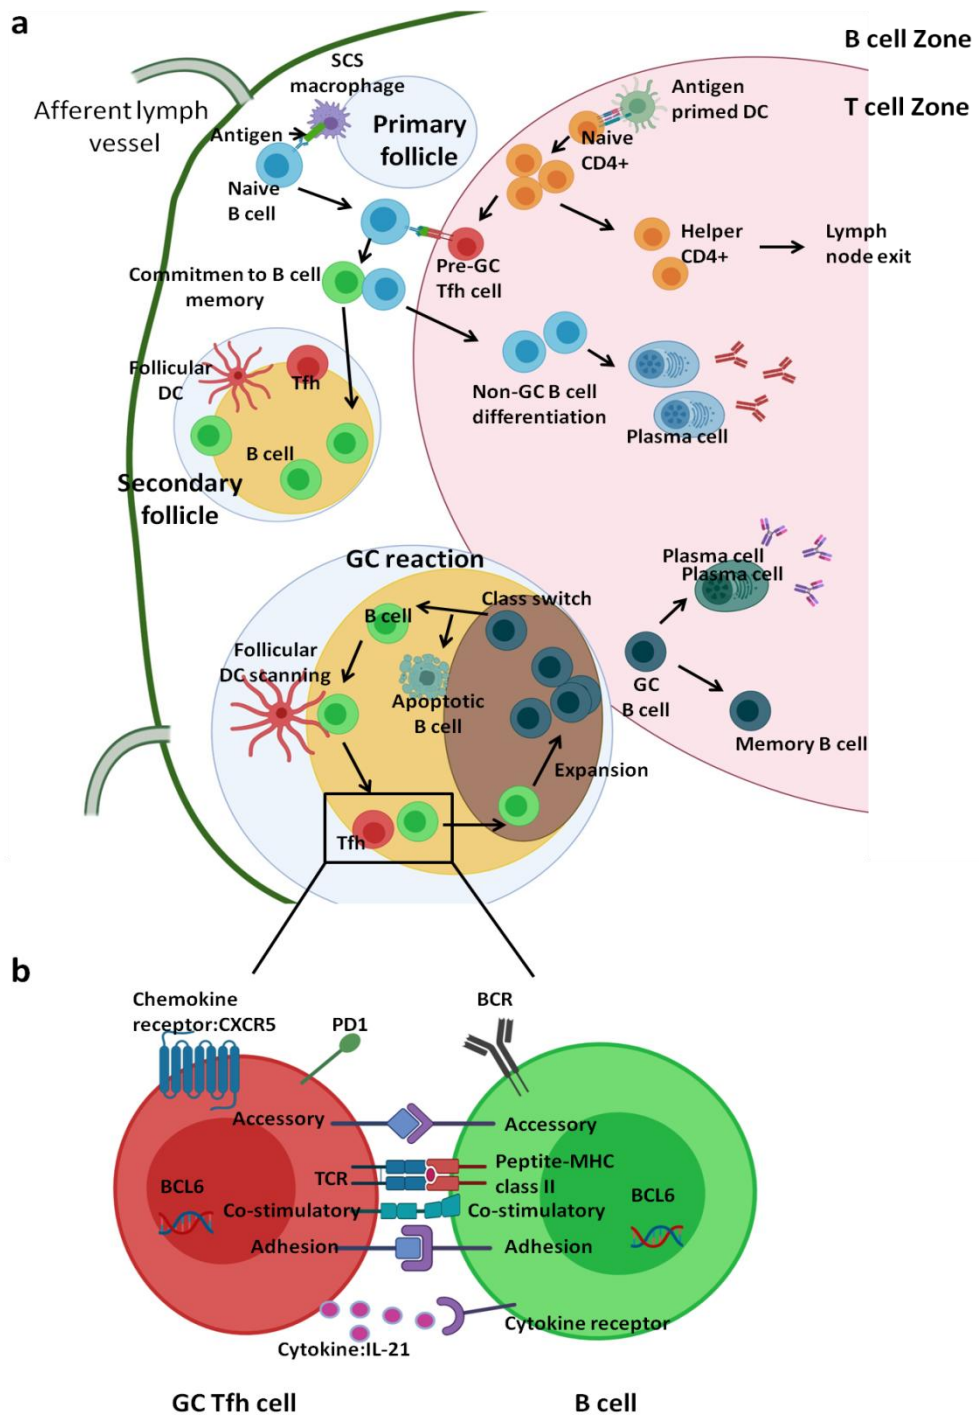 a
B cell Zone
T cell Zone
Afferent lymph
vessel
SCS
macrophage
Antigen
Primary
follicle
Naive
B cell
Antigen
primed DC
Naive
CD4+
Helper
CD4+
Lymph
node exit
Pre-GC
Tfh cell
Commitmen to B cell
memory
Follicular
DC
Tfh
B cell
Secondary
follicle
Non-GC B cell
differentiation
Plasma cell
GC reaction
Plasma cell
Plasma cell
Class switch
B cell
Follicular
DC scanning
Apoptotic
B cell
GC
B cell
Memory B cell
Expansion
Tfh
b
Chemokine
receptor:CXCR5
PD1
BCR
Accessory
Accessory
TCR
Peptite-MHC
class II
BCL6
BCL6
Co-stimulatory
Co-stimulatory
Adhesion
Adhesion
Cytokine:IL-21
Cytokine receptor
GC Tfh cell
B cell